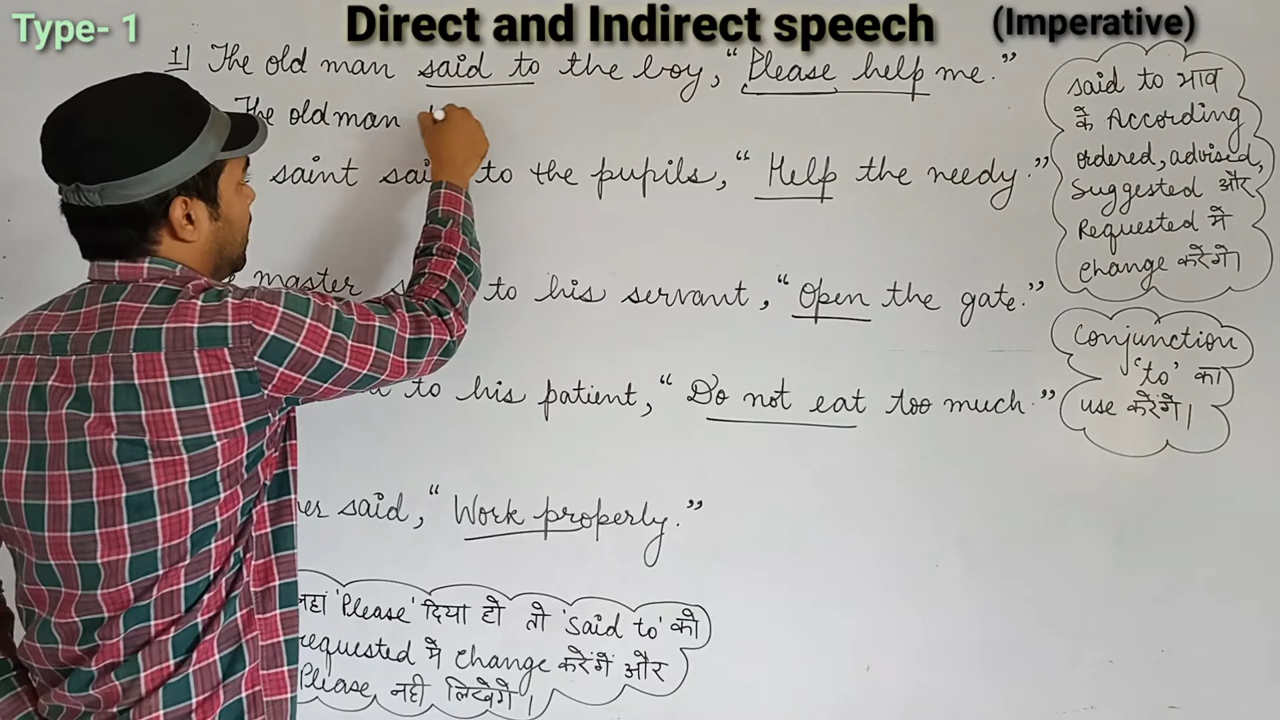 Type- 1
Direct and Indirect speech
(Imperative)
1) The old man said to the boy, "Please help me."
The old man
saint said to the pupils, "Help the needy."
master to his servant, "Open the gate."
to his patient, "Do not eat too much."
said, "Work properly."
said to भाव
के According
ordered, advised,
Suggested और
Requested मे
change करेंगे।
Conjunction
'to' का
use करेंगे।
'Please' दिया हो तो 'said to' को
requested मे change करेंगें और
Please नही लिखेगे।